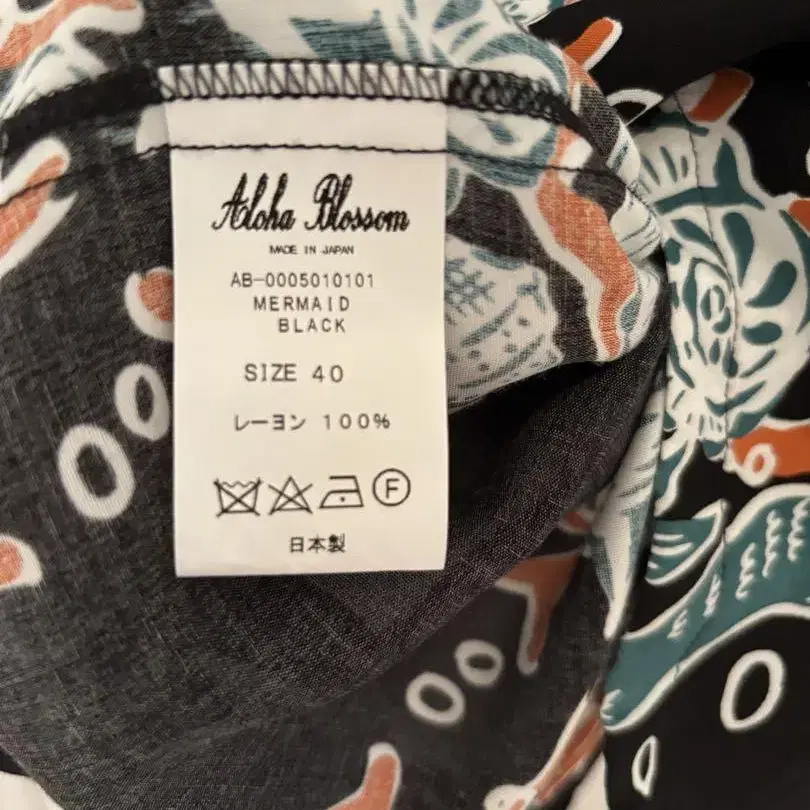 Aloha Blossom
MADE IN JAPAN
AB-0005010101
MERMAID
BLACK
SIZE 40
レーヨン 100%
F
日本製